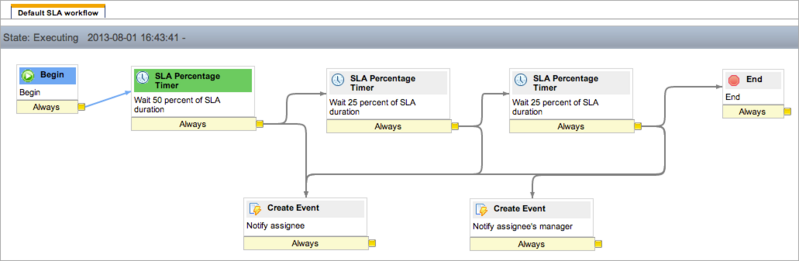 Default SLA workflow
State: Executing 2013-08-01 16:43:41 -
Begin
Begin
Always
SLA Percentage
Timer
Wait 50 percent of SLA
duration
Always
SLA Percentage
Timer
Wait 25 percent of SLA
duration
Always
SLA Percentage
Timer
Wait 25 percent of SLA
duration
Always
End
End
Always
Create Event
Notify assignee
Always
Create Event
Notify assignee's manager
Always